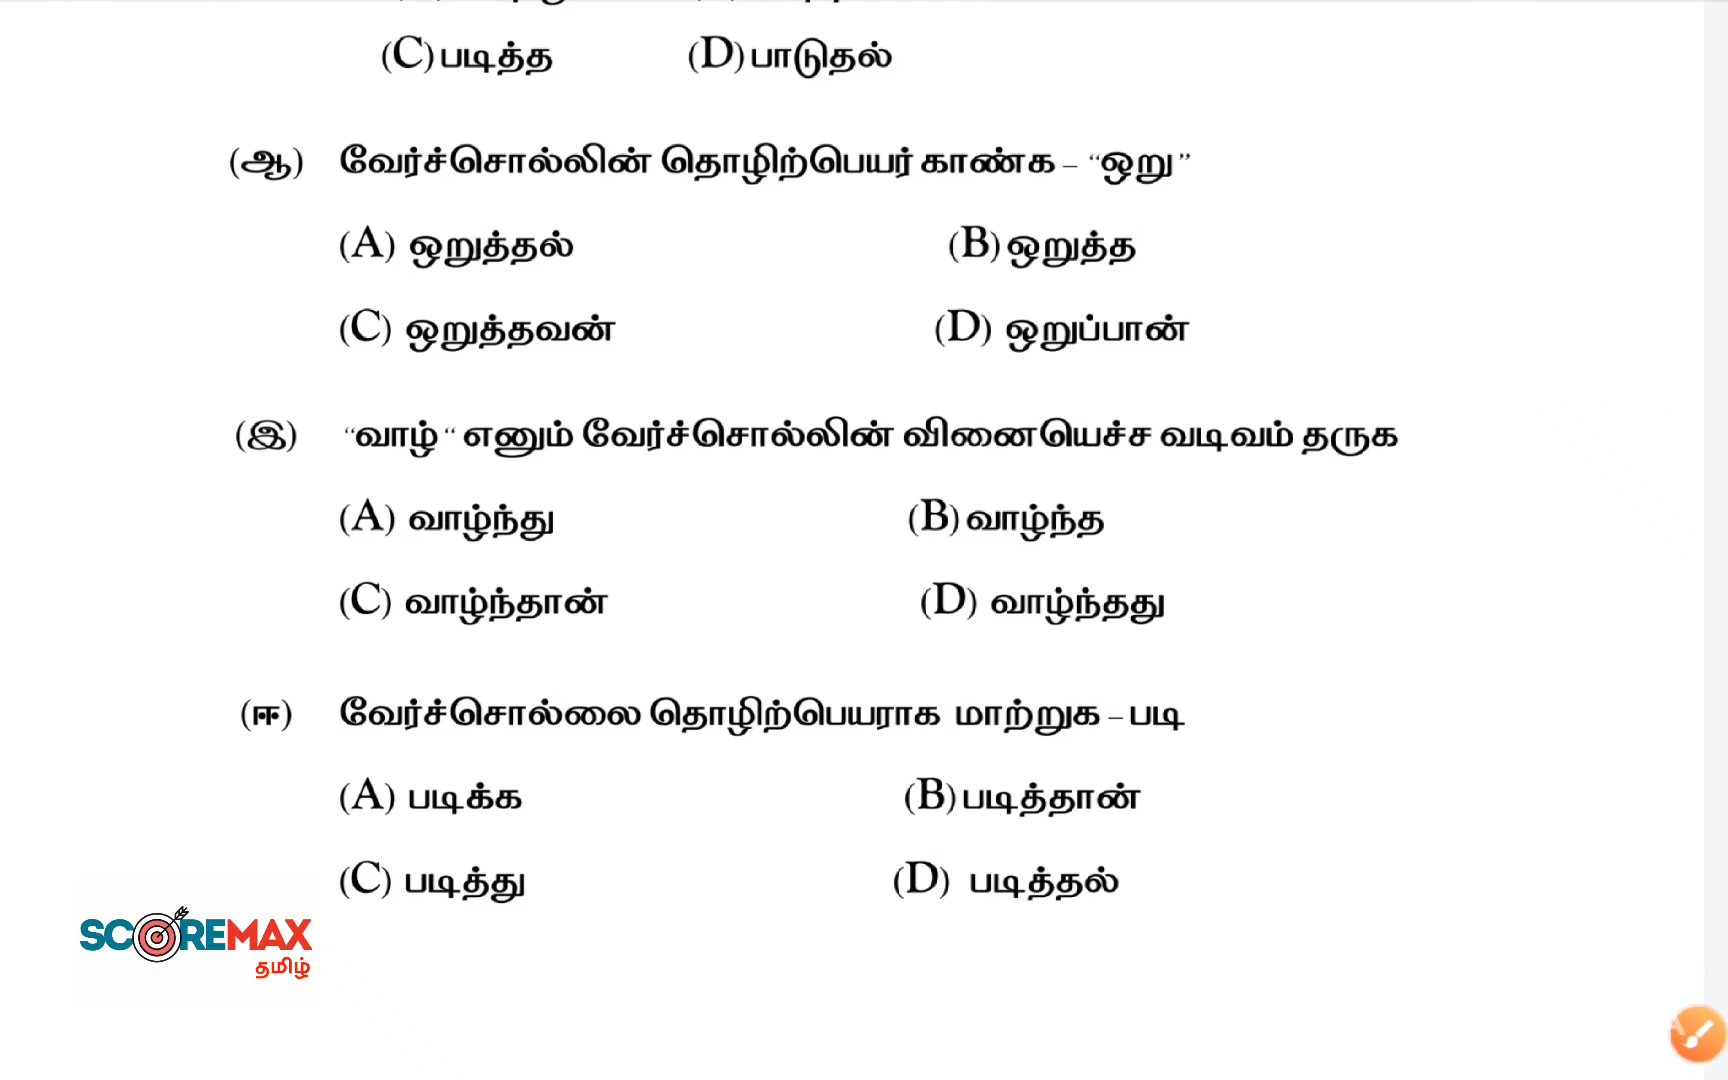 (C) படித்த (D) பாடுதல்
(ஆ) வேர்ச்சொல்லின் தொழிற்பெயர் காண்க – “ஒறு”
(A) ஒறுத்தல் (B) ஒறுத்த
(C) ஒறுத்தவன் (D) ஒறுப்பான்
(இ) “வாழ்“ எனும் வேர்ச்சொல்லின் வினையெச்ச வடிவம் தருக
(A) வாழ்ந்து (B) வாழ்ந்த
(C) வாழ்ந்தான் (D) வாழ்ந்தது
(ஈ) வேர்ச்சொல்லை தொழிற்பெயராக மாற்றுக – படி
(A) படிக்க (B) படித்தான்
(C) படித்து (D) படித்தல்
SCOREMAX
தமிழ்